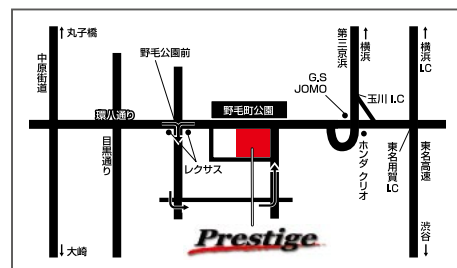 丸子橋
中原街道
野毛公園前
第三京浜
横浜
横浜I.C
G.S
JOMO
玉川I.C
野毛町公園
環八通り
目黒通り
レクサス
ホンダクリオ
東名用賀I.C
東名高速
大崎
渋谷
Prestige